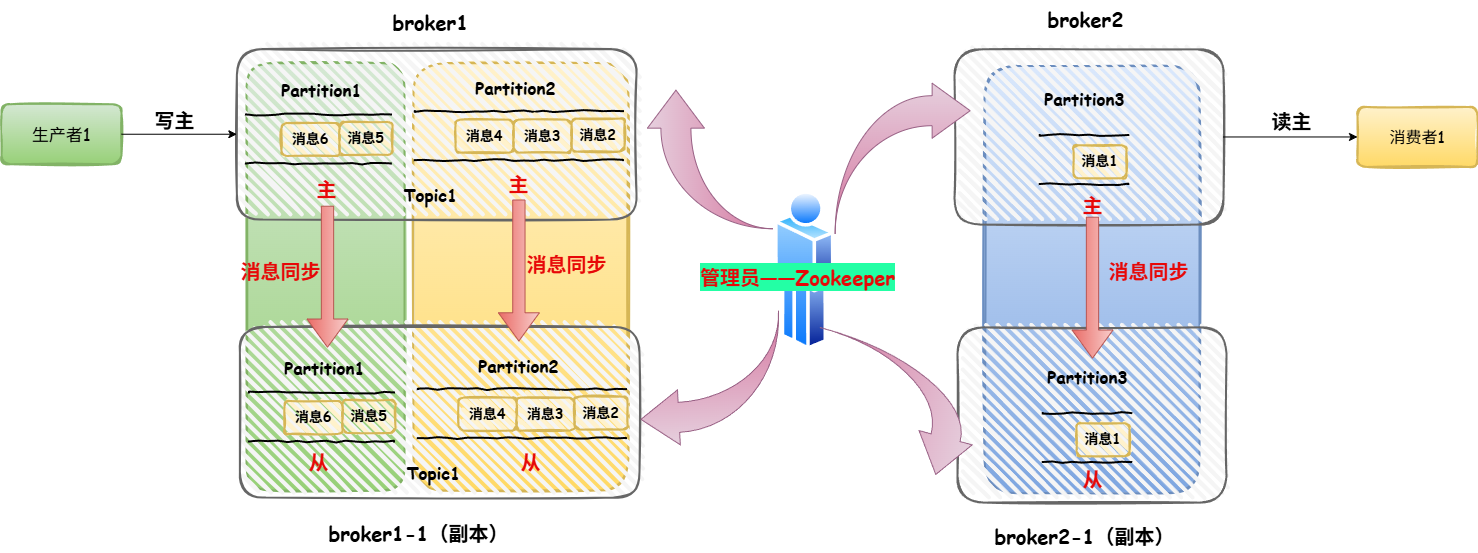 broker1
broker2
Partition1
Partition2
Partition3
生产者1
写主
消息6
消息5
消息4
消息3
消息2
消息1
读主
消费者1
主
主
Topic1
主
消息同步
消息同步
管理员——Zookeeper
消息同步
Partition1
Partition2
Partition3
消息6
消息5
消息4
消息3
消息2
消息1
从
从
Topic1
从
broker1-1（副本）
broker2-1（副本）